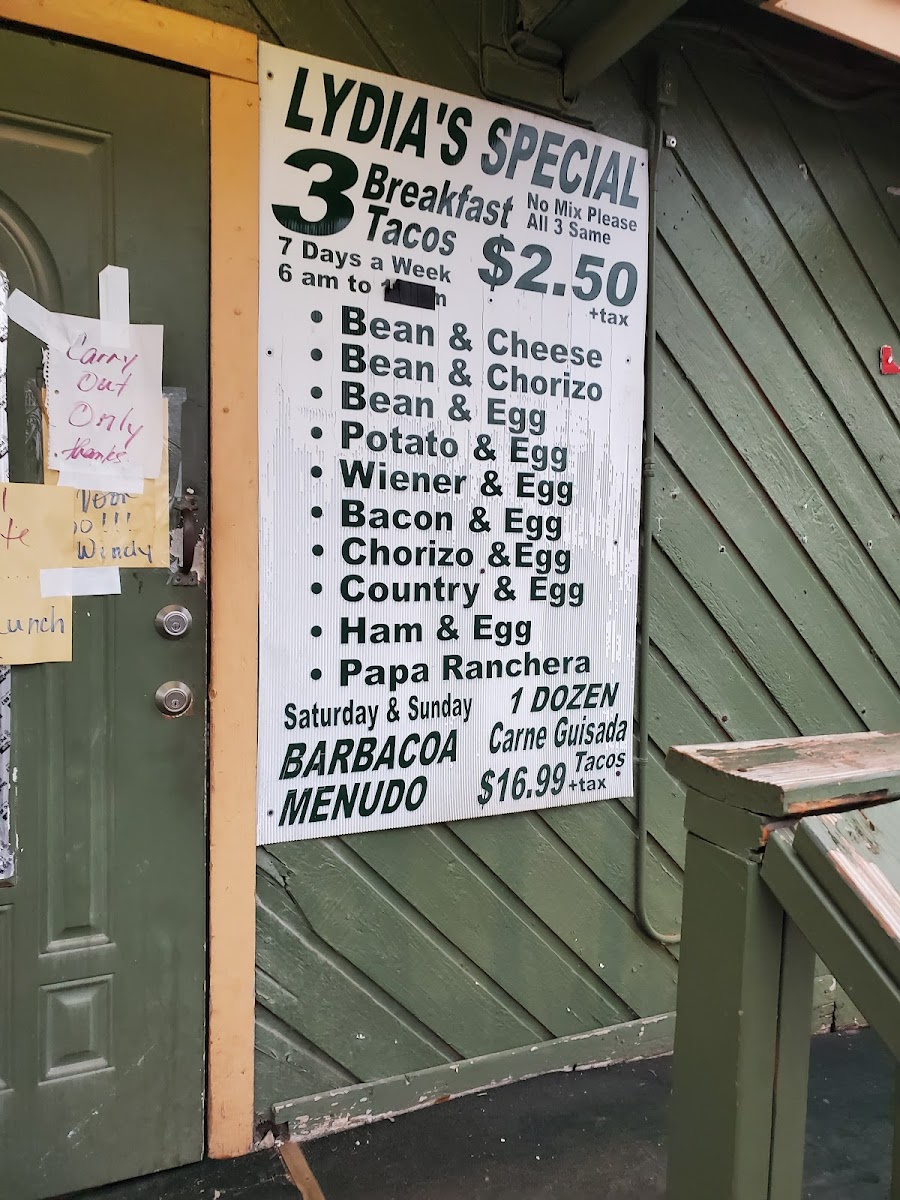 LYDIA'S SPECIAL
3 Breakfast Tacos
No Mix Please
All 3 Same
7 Days a Week
6 am to
$2.50
+tax
• Bean & Cheese
• Bean & Chorizo
• Bean & Egg
• Potato & Egg
• Wiener & Egg
• Bacon & Egg
• Chorizo &Egg
• Country & Egg
• Ham & Egg
• Papa Ranchera
Saturday & Sunday
BARBACOA
MENUDO
1 DOZEN
Carne Guisada
Tacos
$16.99 +tax
Carry
Out
Only
thanks
Door
!!!
Windy
Lunch